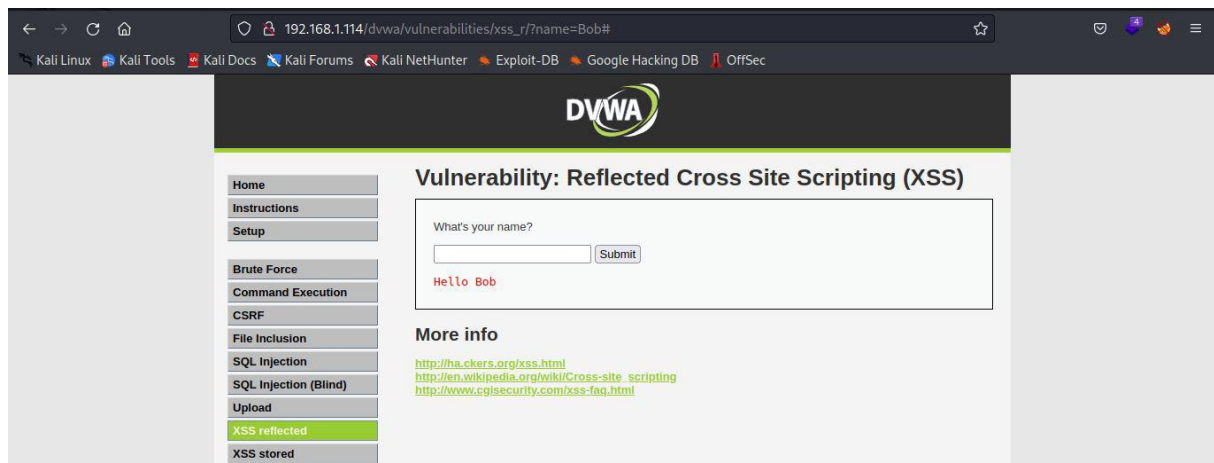 192.168.1.114/dvwa/vulnerabilities/xss_r/?name=Bob#
4
Kali Linux Kali Tools Kali Docs Kali Forums Kali NetHunter Exploit-DB Google Hacking DB OffSec
DVWA
Home
Instructions
Setup
Brute Force
Command Execution
CSRF
File Inclusion
SQL Injection
SQL Injection (Blind)
Upload
XSS reflected
XSS stored
Vulnerability: Reflected Cross Site Scripting (XSS)
What's your name?
Submit
Hello Bob
More info
http://ha.ckers.org/xss.html
http://en.wikipedia.org/wiki/Cross-site_scripting
http://www.cgisecurity.com/xss-faq.html